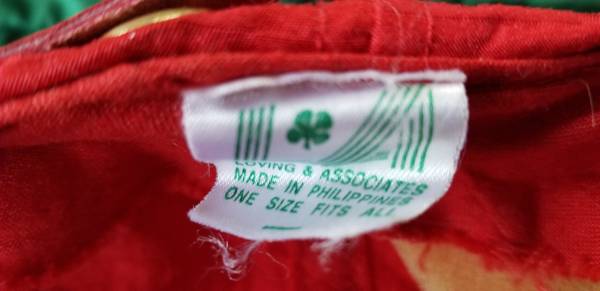 LOVING & ASSOCIATES
MADE IN PHILIPPINES
ONE SIZE FITS ALL